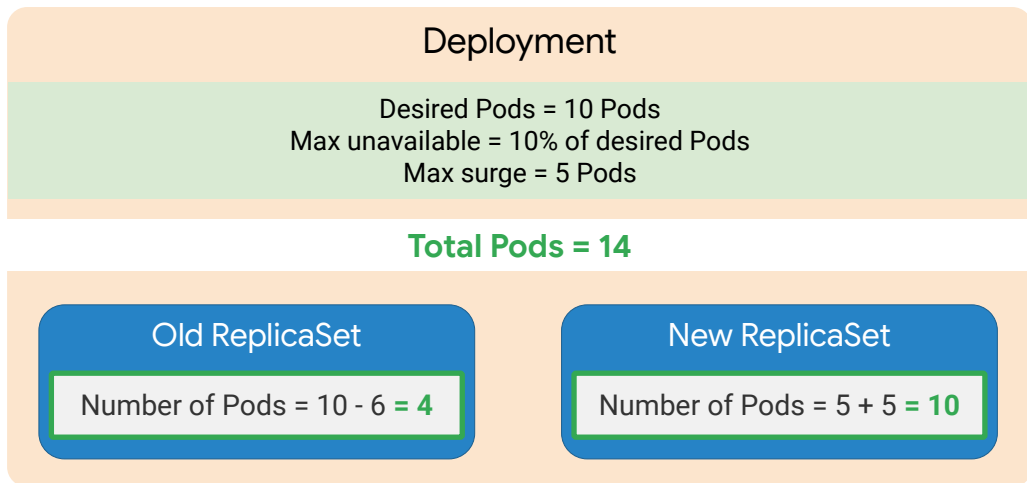 Deployment
Desired Pods = 10 Pods
Max unavailable = 10% of desired Pods
Max surge = 5 Pods
Total Pods = 14
Old ReplicaSet
Number of Pods = 10 - 6 = 4
New ReplicaSet
Number of Pods = 5 + 5 = 10